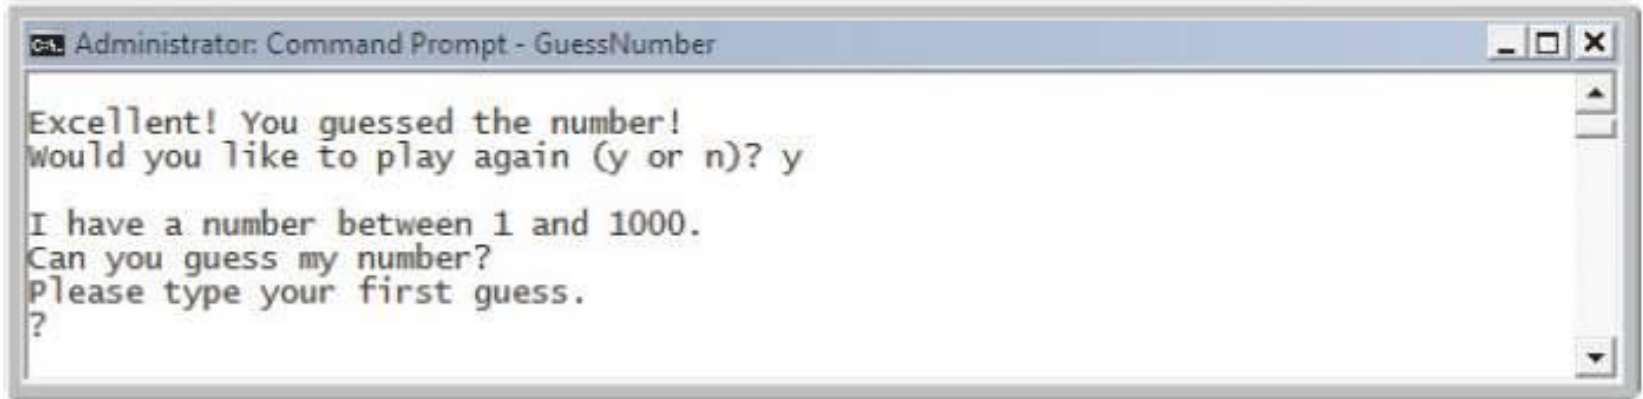 Administrator: Command Prompt - GuessNumber
Excellent! You guessed the number!
Would you like to play again (y or n)? y
I have a number between 1 and 1000.
Can you guess my number?
Please type your first guess.
?